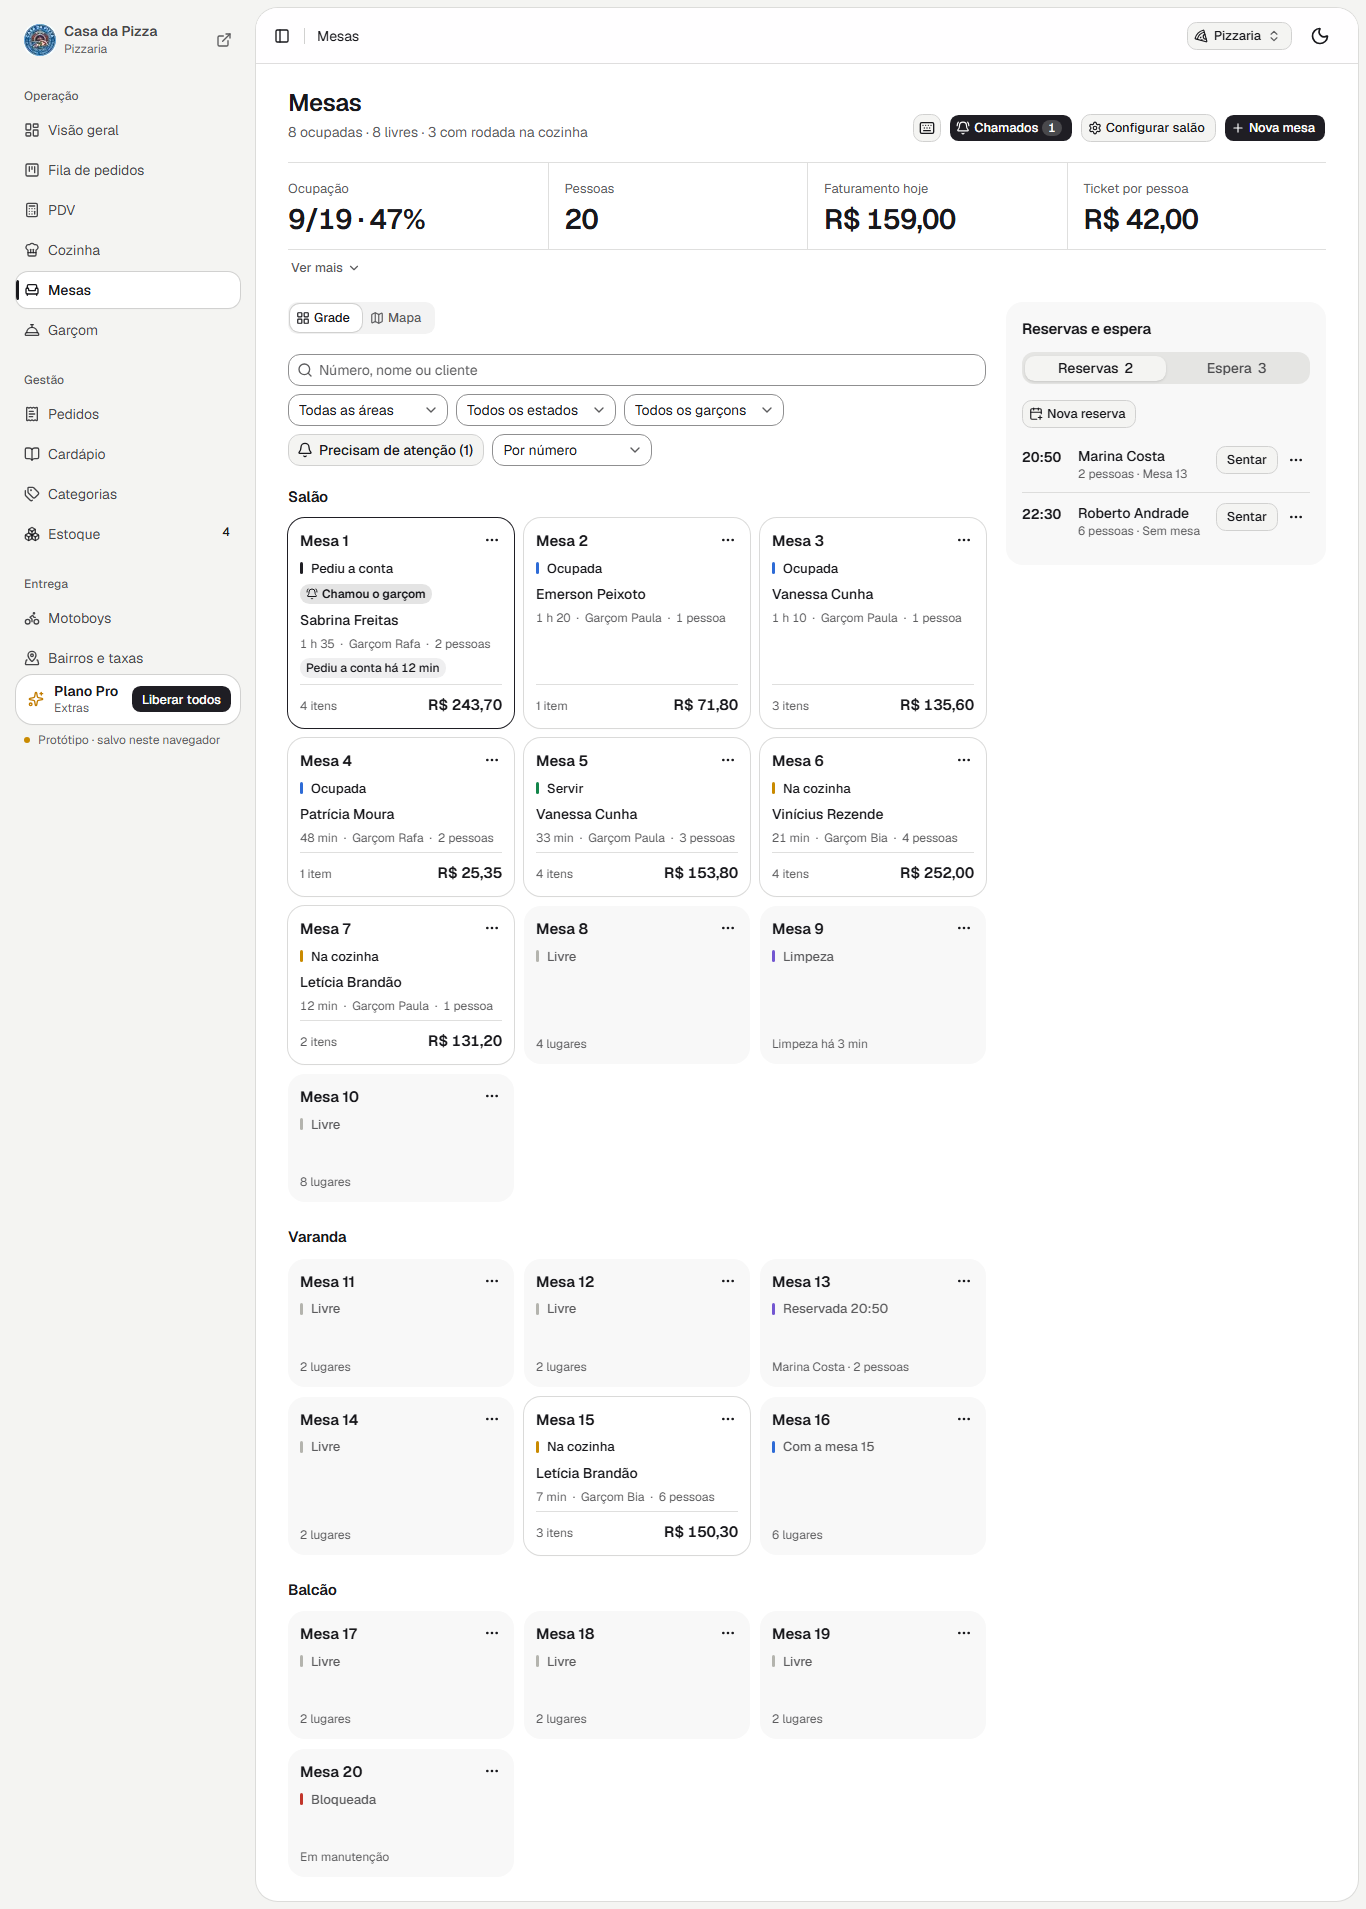 Casa da Pizza
Pizzaria
Operação
Visão geral
Fila de pedidos
PDV
Cozinha
Mesas
Garçom
Gestão
Pedidos
Cardápio
Categorias
Estoque 4
Entrega
Motoboys
Bairros e taxas
Plano Pro
Extras
Liberar todos
Protótipo · salvo neste navegador
Mesas
Pizzaria
Mesas
8 ocupadas · 8 livres · 3 com rodada na cozinha
Chamados 1
Configurar salão
Nova mesa
Ocupação
9/19 · 47%
Pessoas
20
Faturamento hoje
R$ 159,00
Ticket por pessoa
R$ 42,00
Ver mais
Grade
Mapa
Número, nome ou cliente
Todas as áreas
Todos os estados
Todos os garçons
Precisam de atenção (1)
Por número
Salão
Mesa 1
Pediu a conta
Chamou o garçom
Sabrina Freitas
1 h 35 · Garçom Rafa · 2 pessoas
Pediu a conta há 12 min
4 itens R$ 243,70
Mesa 2
Ocupada
Emerson Peixoto
1 h 20 · Garçom Paula · 1 pessoa
1 item R$ 71,80
Mesa 3
Ocupada
Vanessa Cunha
1 h 10 · Garçom Paula · 1 pessoa
3 itens R$ 135,60
Mesa 4
Ocupada
Patrícia Moura
48 min · Garçom Rafa · 2 pessoas
1 item R$ 25,35
Mesa 5
Servir
Vanessa Cunha
33 min · Garçom Paula · 3 pessoas
4 itens R$ 153,80
Mesa 6
Na cozinha
Vinícius Rezende
21 min · Garçom Bia · 4 pessoas
4 itens R$ 252,00
Mesa 7
Na cozinha
Letícia Brandão
12 min · Garçom Paula · 1 pessoa
2 itens R$ 131,20
Mesa 8
Livre
4 lugares
Mesa 9
Limpeza
Limpeza há 3 min
Mesa 10
Livre
8 lugares
Varanda
Mesa 11
Livre
2 lugares
Mesa 12
Livre
2 lugares
Mesa 13
Reservada 20:50
Marina Costa · 2 pessoas
Mesa 14
Livre
2 lugares
Mesa 15
Na cozinha
Letícia Brandão
7 min · Garçom Bia · 6 pessoas
3 itens R$ 150,30
Mesa 16
Com a mesa 15
6 lugares
Balcão
Mesa 17
Livre
2 lugares
Mesa 18
Livre
2 lugares
Mesa 19
Livre
2 lugares
Mesa 20
Bloqueada
Em manutenção
Reservas e espera
Reservas 2
Espera 3
Nova reserva
20:50 Marina Costa
2 pessoas · Mesa 13
Sentar
22:30 Roberto Andrade
6 pessoas · Sem mesa
Sentar